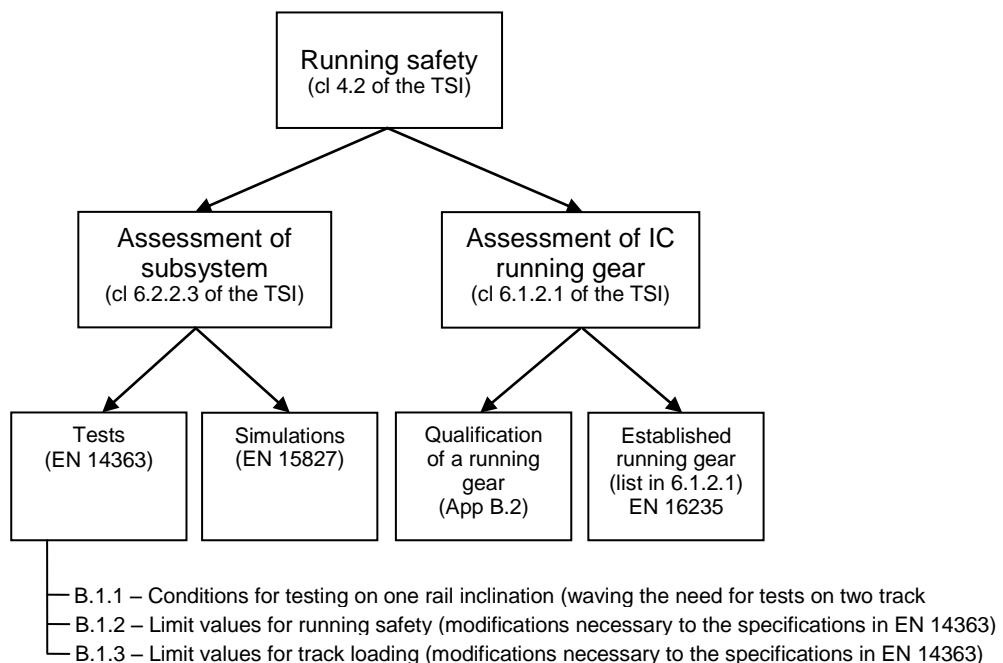 Running safety
(cl 4.2 of the TSI)
Assessment of
subsystem
(cl 6.2.2.3 of the TSI)
Assessment of IC
running gear
(cl 6.1.2.1 of the TSI)
Tests
(EN 14363)
Simulations
(EN 15827)
Qualification
of a running
gear
(App B.2)
Established
running gear
(list in 6.1.2.1)
EN 16235
B.1.1 – Conditions for testing on one rail inclination (waving the need for tests on two track
B.1.2 – Limit values for running safety (modifications necessary to the specifications in EN 14363)
B.1.3 – Limit values for track loading (modifications necessary to the specifications in EN 14363)